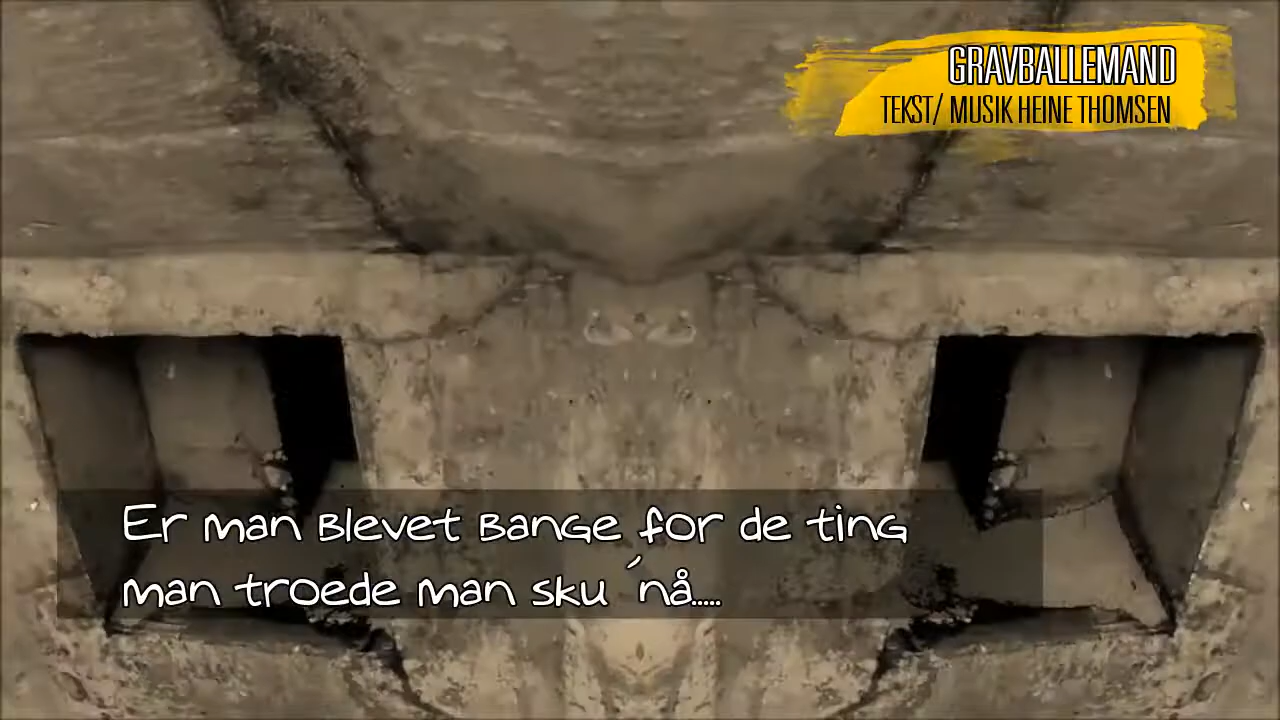 GRAVBALLEMAND
TEKST/ MUSIK HEINE THOMSEN
Er man blevet bange for de ting
man troede man sku ´nå.....